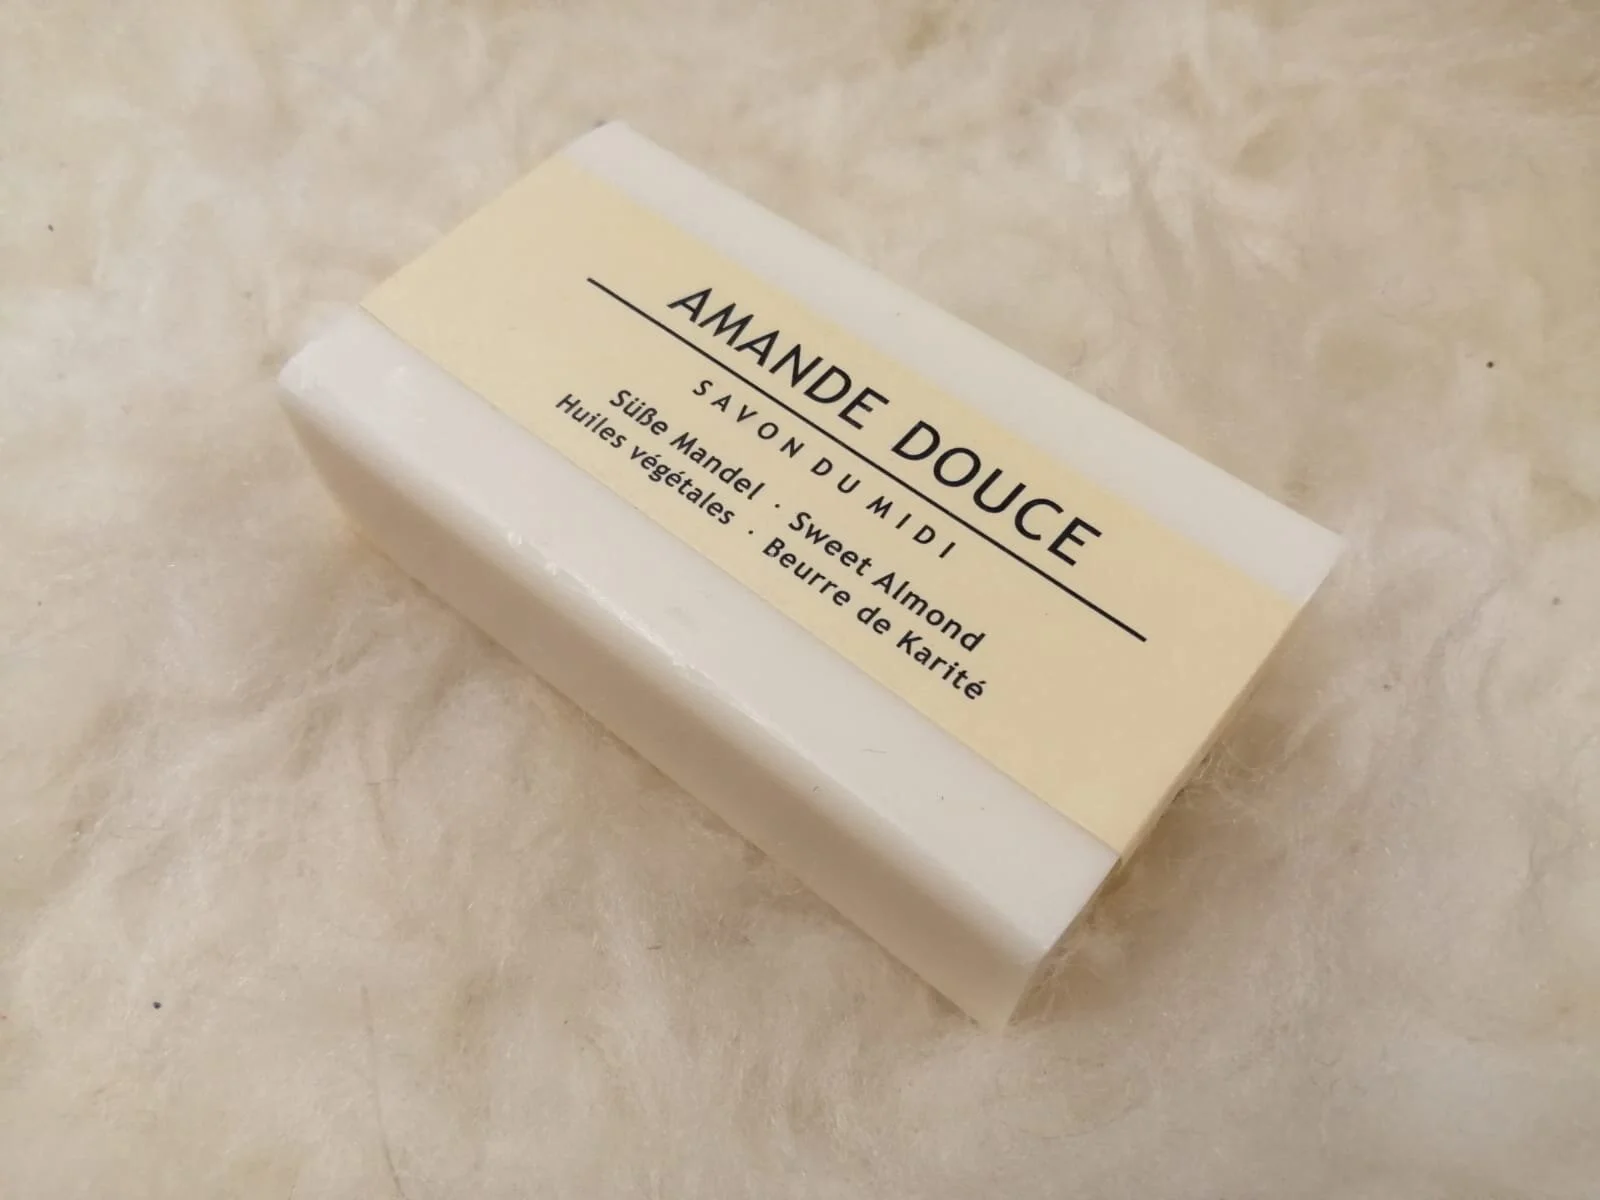 AMANDE DOUCE
SAVON DU MIDI
Süße Mandel · Sweet Almond
Huiles végétales · Beurre de Karité